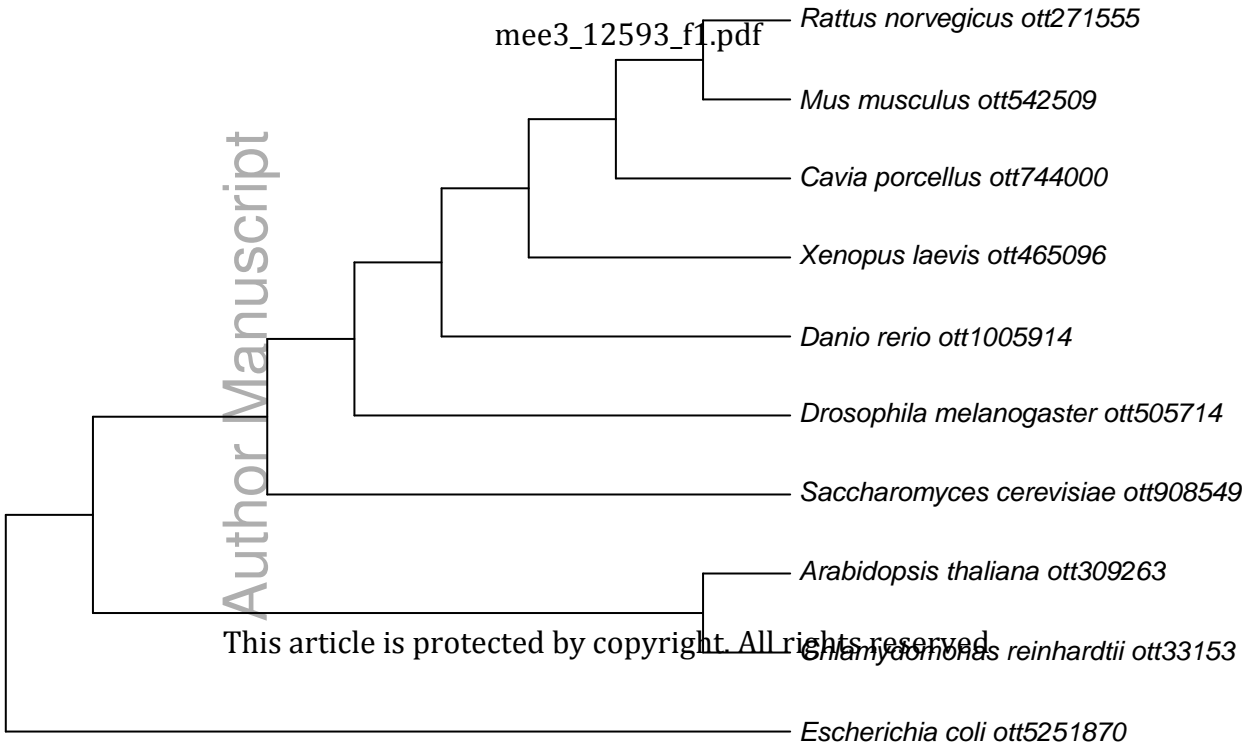 Rattus norvegicus ott271555
mee3_12593_f1.pdf
Mus musculus ott542509
Author Manuscript
Cavia porcellus ott744000
Xenopus laevis ott465096
Danio rerio ott1005914
Drosophila melanogaster ott505714
Saccharomyces cerevisiae ott908549
Arabidopsis thaliana ott309263
This article is protected by copyright. All rights reserved
Chlamydomonas reinhardtii ott33153
Escherichia coli ott5251870